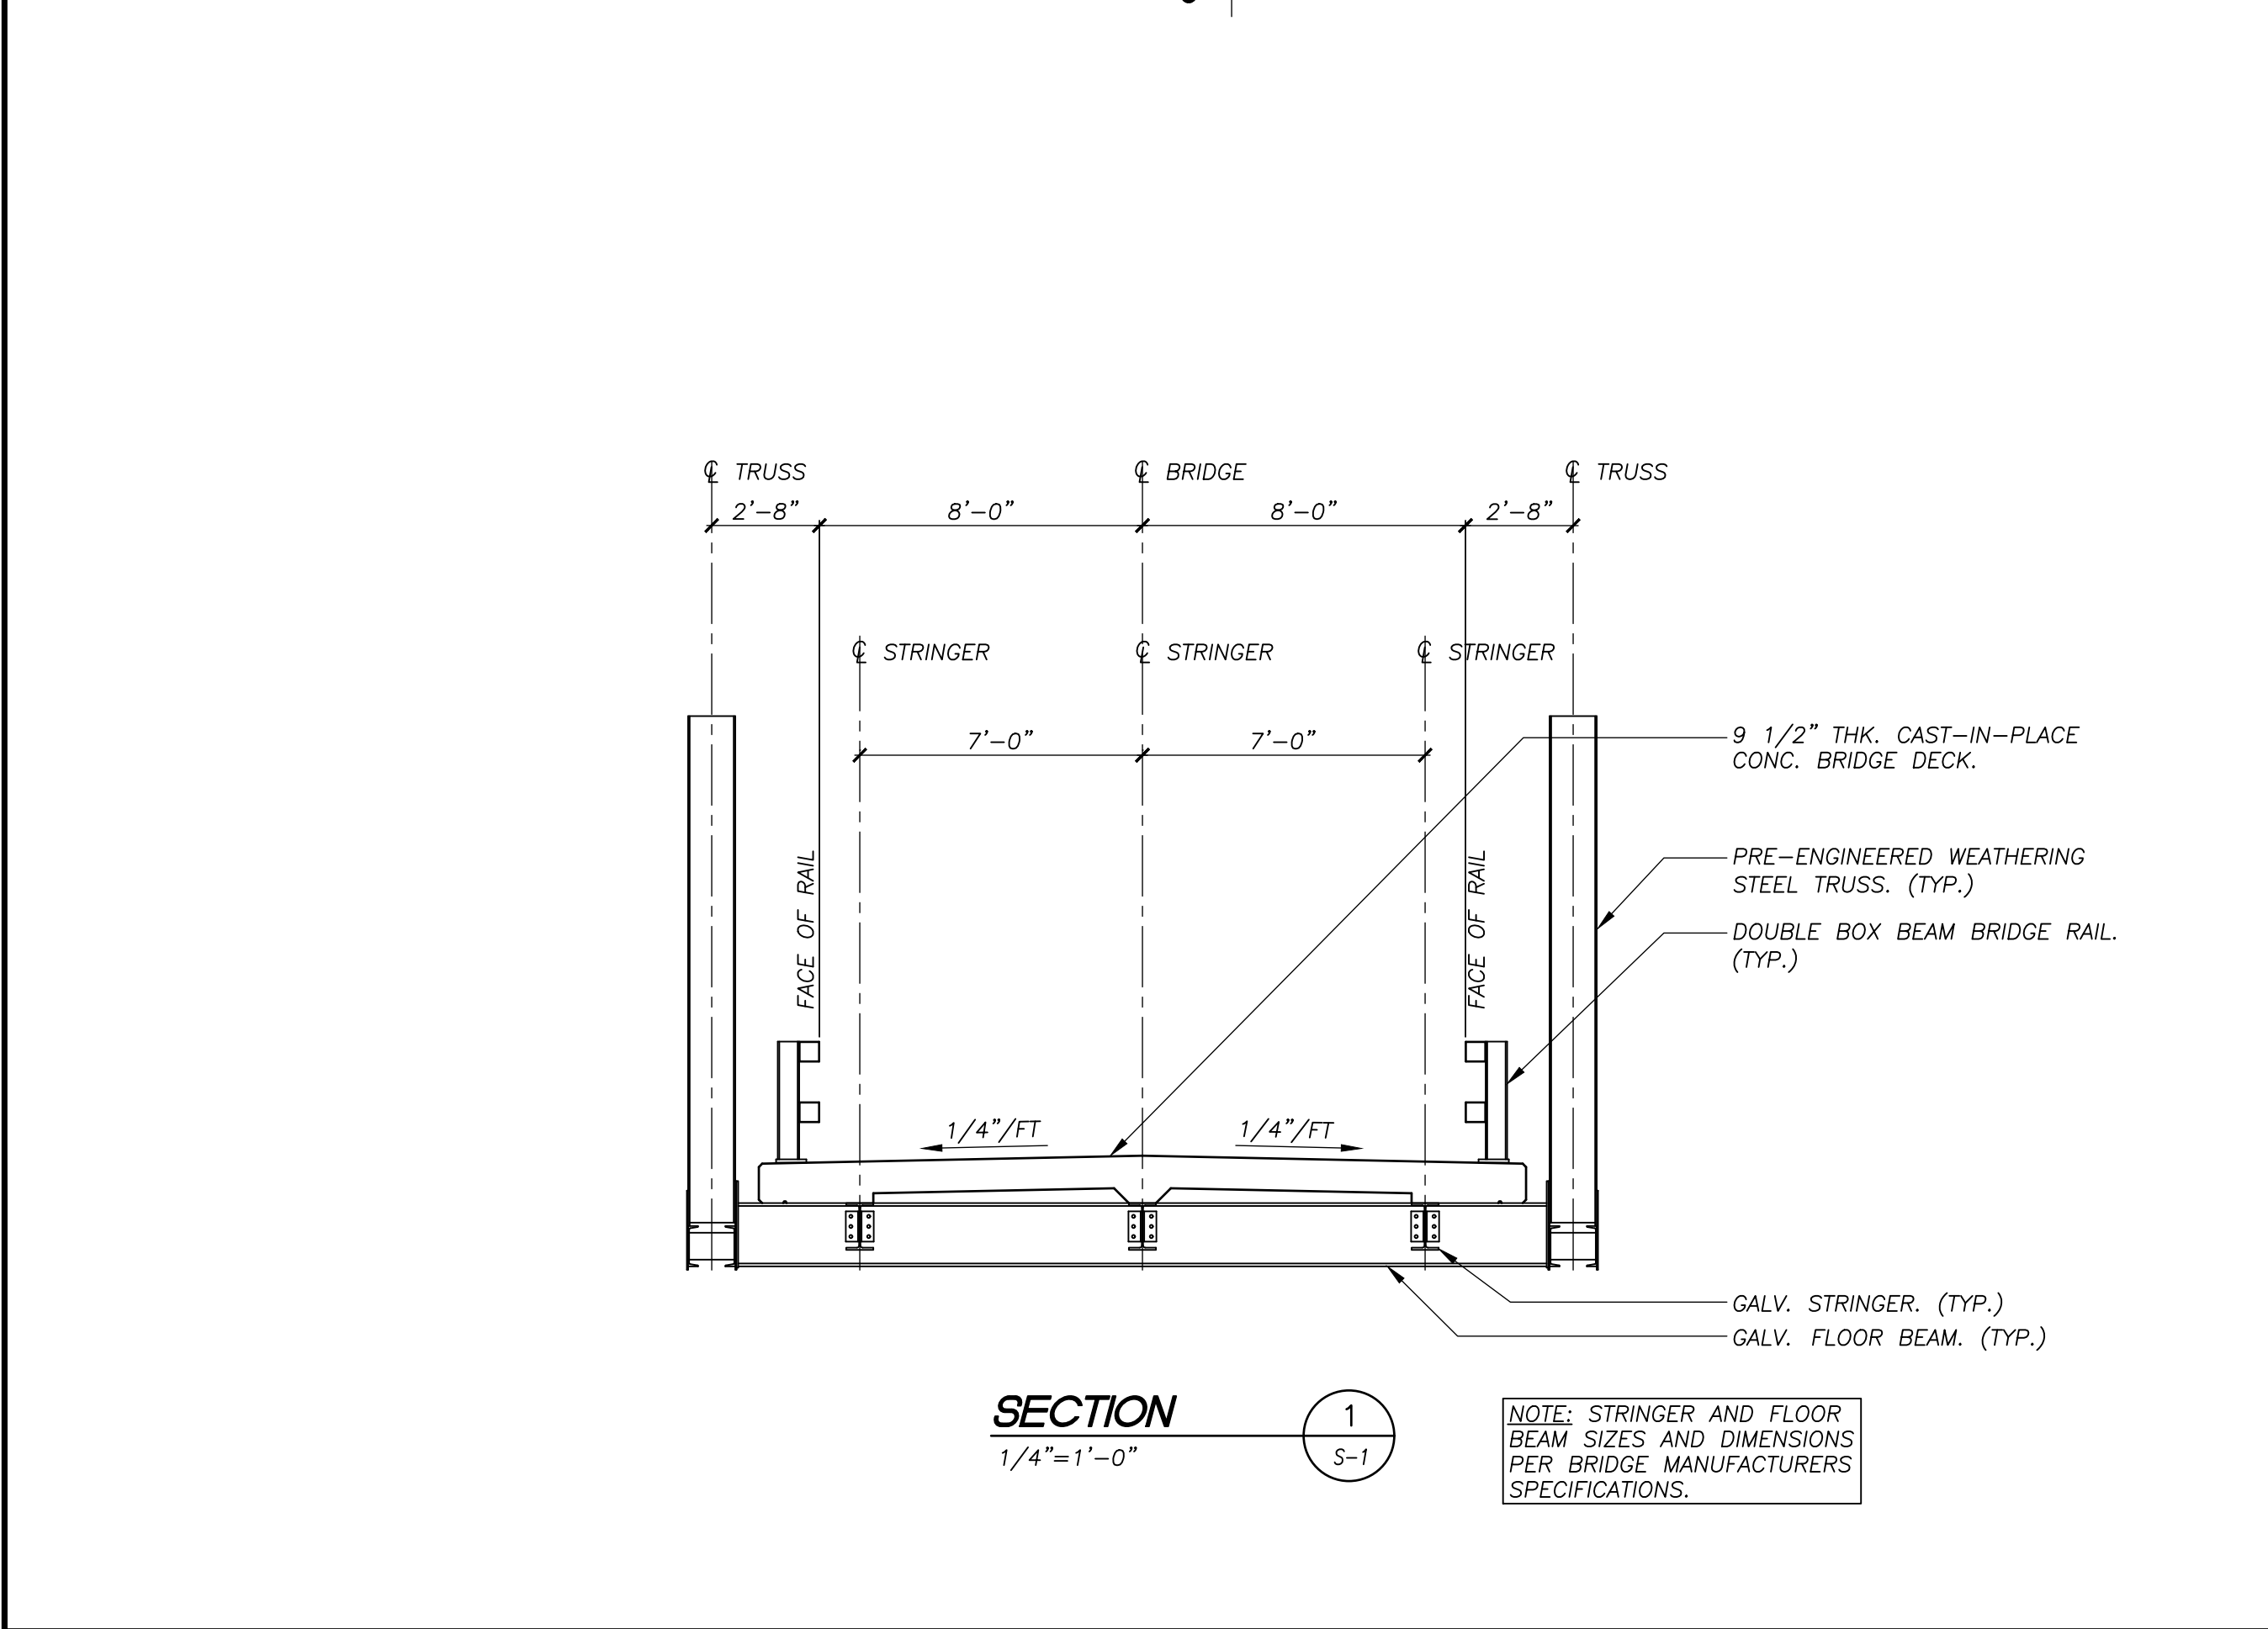 ℄ TRUSS ℄ BRIDGE ℄ TRUSS
2'-8" 8'-0" 8'-0" 2'-8"
℄ STRINGER ℄ STRINGER ℄ STRINGER
7'-0" 7'-0"
FACE OF RAIL
FACE OF RAIL
9 1/2" THK. CAST-IN-PLACE
CONC. BRIDGE DECK.
PRE-ENGINEERED WEATHERING
STEEL TRUSS. (TYP.)
DOUBLE BOX BEAM BRIDGE RAIL.
(TYP.)
1/4"/FT 1/4"/FT
GALV. STRINGER. (TYP.)
GALV. FLOOR BEAM. (TYP.)
SECTION
1/4"=1'-0"
1
S-1
NOTE: STRINGER AND FLOOR
BEAM SIZES AND DIMENSIONS
PER BRIDGE MANUFACTURERS
SPECIFICATIONS.